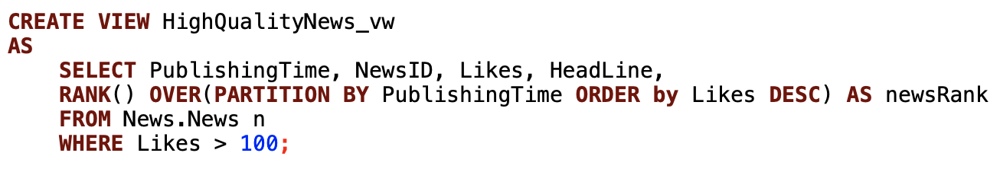 CREATE VIEW HighQualityNews_vw
AS
SELECT PublishingTime, NewsID, Likes, HeadLine,
RANK() OVER(PARTITION BY PublishingTime ORDER by Likes DESC) AS newsRank
FROM News.News n
WHERE Likes > 100;